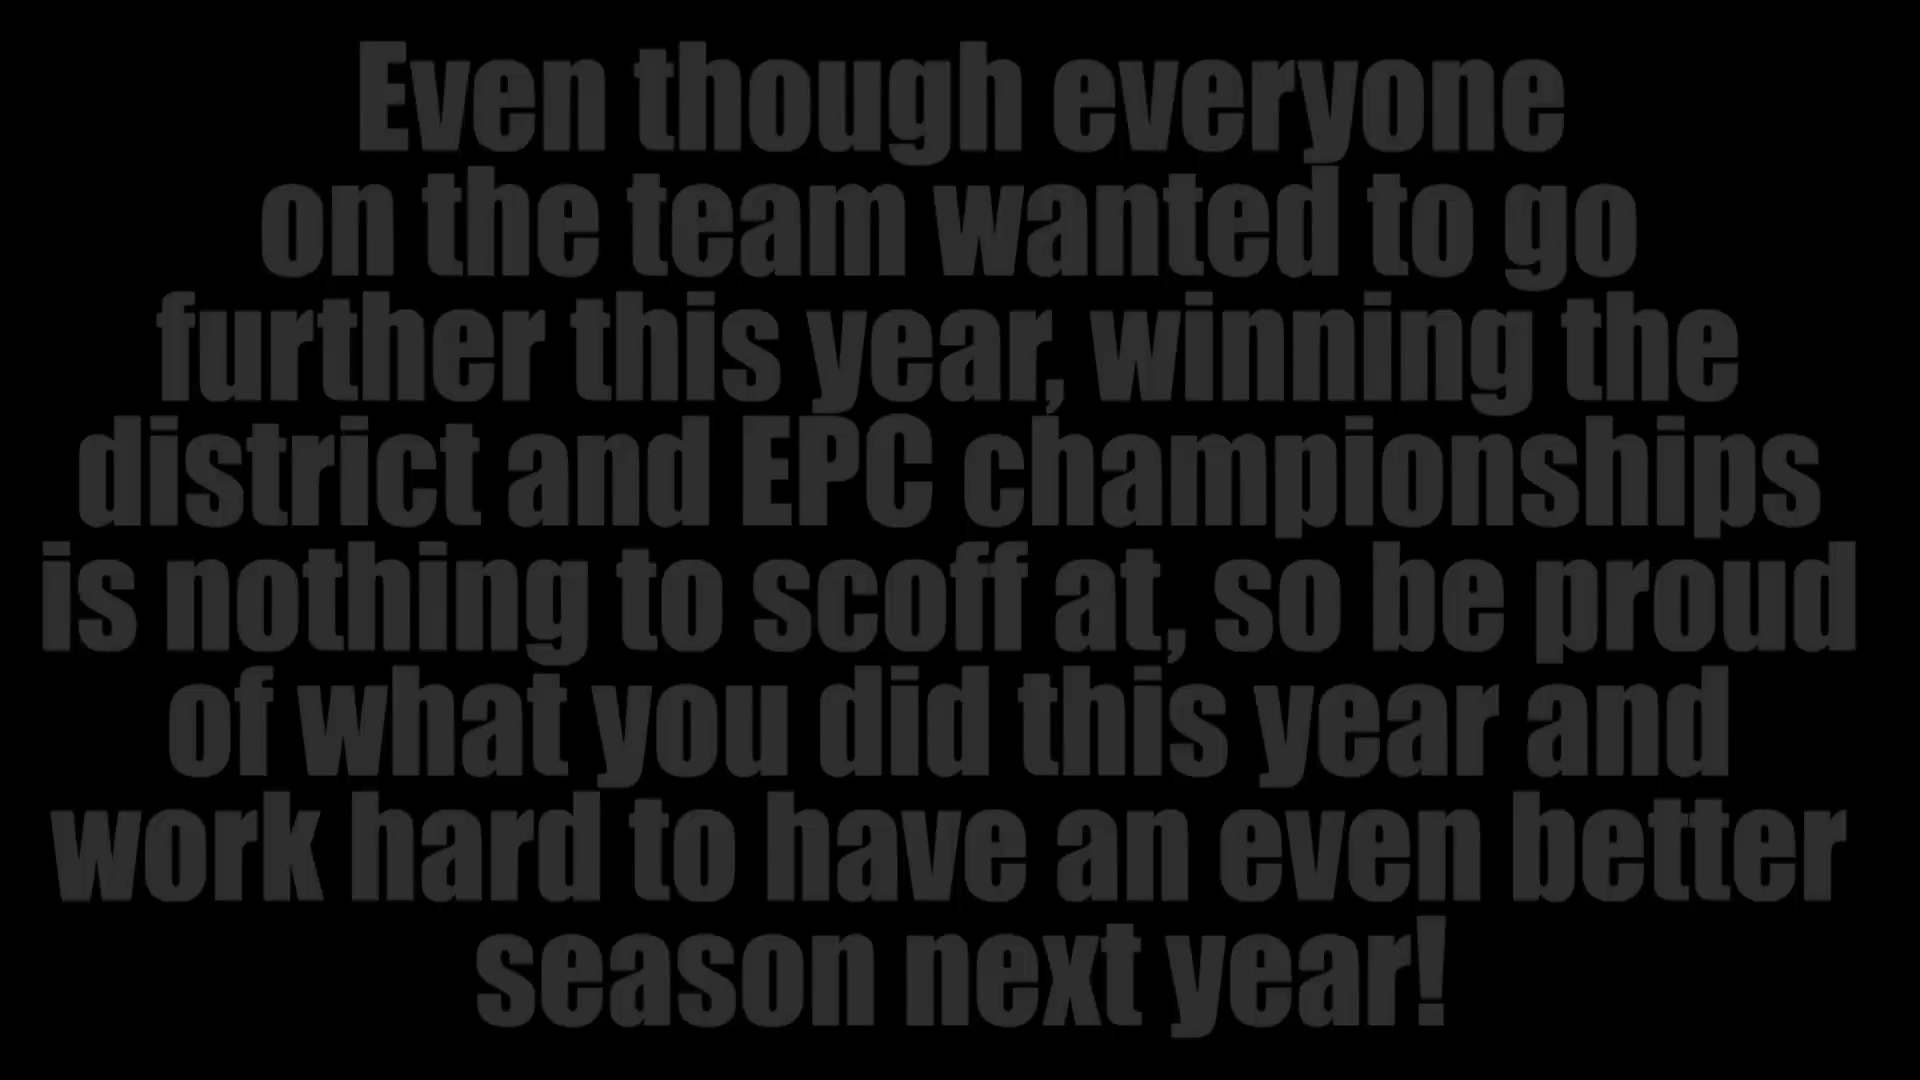 Even though everyone
on the team wanted to go
further this year, winning the
district and EPC championships
is nothing to scoff at, so be proud
of what you did this year and
work hard to have an even better
season next year!